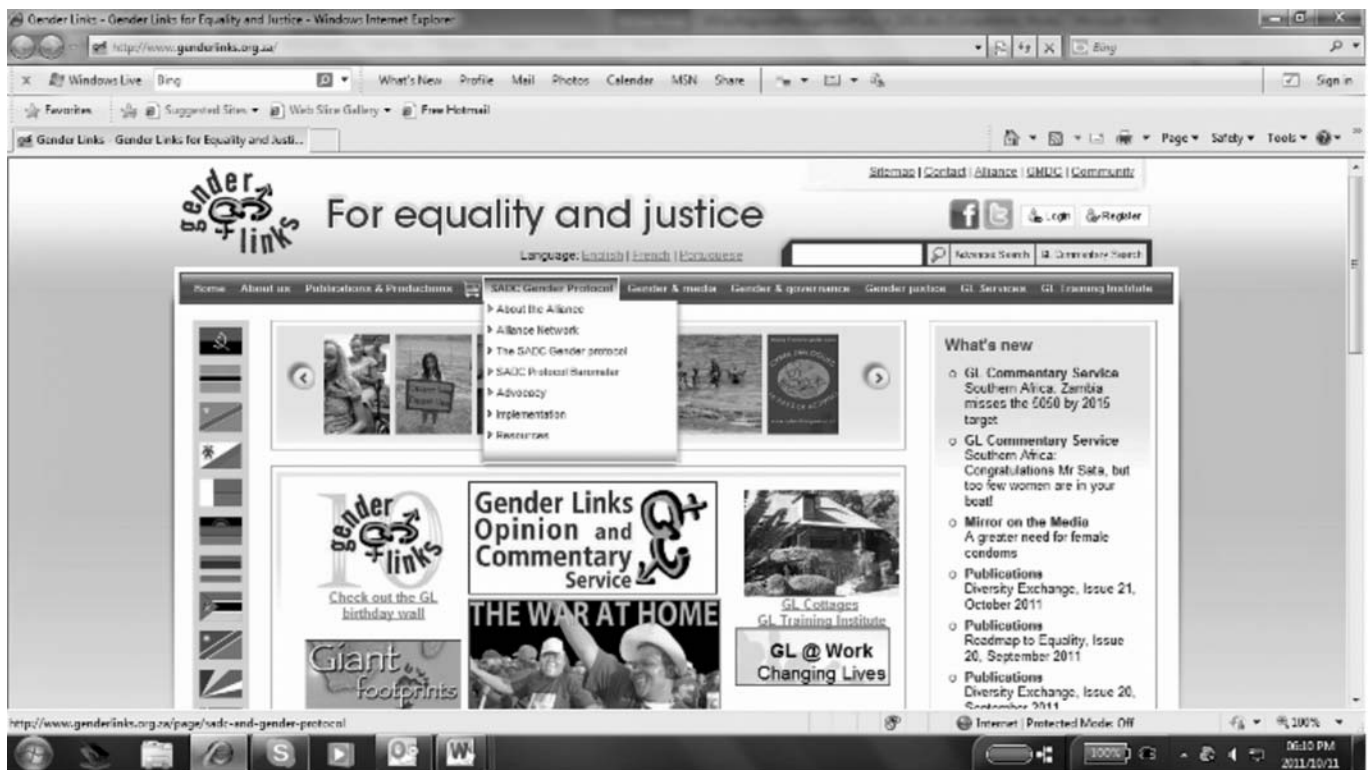 Gender Links - Gender Links for Equality and Justice - Windows Internet Explorer
http://www.genderlinks.org.za/
Bing
x Windows Live Bing What's New Profile Mail Photos Calendar MSN Share Sign in
Favorites Suggested Sites Web Slice Gallery Free Hotmail
Gender Links - Gender Links for Equality and Justi...
Page Safety Tools
Sitemap | Contact | Alliance | GMDC | Community
gender links
For equality and justice
Login Register
Language: English | French | Portuguese
Advanced Search GL Commentary Search
Home About us Publications & Productions SADC Gender Protocol Gender & media Gender & governance Gender justice GL Services GL Training Institute
About the Alliance
Alliance Network
The SADC Gender protocol
SADC Protocol Barometer
Advocacy
Implementation
Resources
What's new
GL Commentary Service
Southern Africa: Zambia
misses the 5050 by 2015
target
GL Commentary Service
Southern Africa:
Congratulations Mr Sata, but
too few women are in your
boat!
Mirror on the Media
A greater need for female
condoms
Publications
Diversity Exchange, Issue 21,
October 2011
Publications
Roadmap to Equality, Issue
20, September 2011
Publications
Diversity Exchange, Issue 20,
September 2011
10
gender links
Check out the GL
birthday wall
Gender Links
Opinion and
Commentary
Service
GL Cottages
GL Training Institute
Giant
footprints
THE WAR AT HOME
GL @ Work
Changing Lives
http://www.genderlinks.org.za/page/sadc-and-gender-protocol
Internet | Protected Mode: Off
100%
100%
06:10 PM
2011/10/11